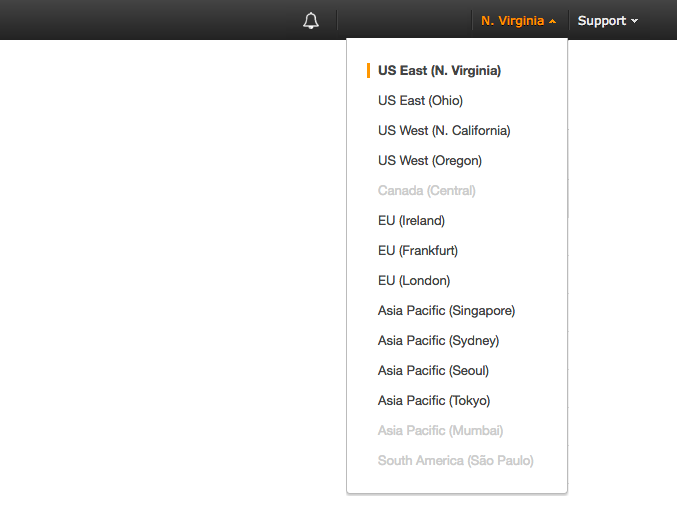 N. Virginia
Support
US East (N. Virginia)
US East (Ohio)
US West (N. California)
US West (Oregon)
Canada (Central)
EU (Ireland)
EU (Frankfurt)
EU (London)
Asia Pacific (Singapore)
Asia Pacific (Sydney)
Asia Pacific (Seoul)
Asia Pacific (Tokyo)
Asia Pacific (Mumbai)
South America (São Paulo)